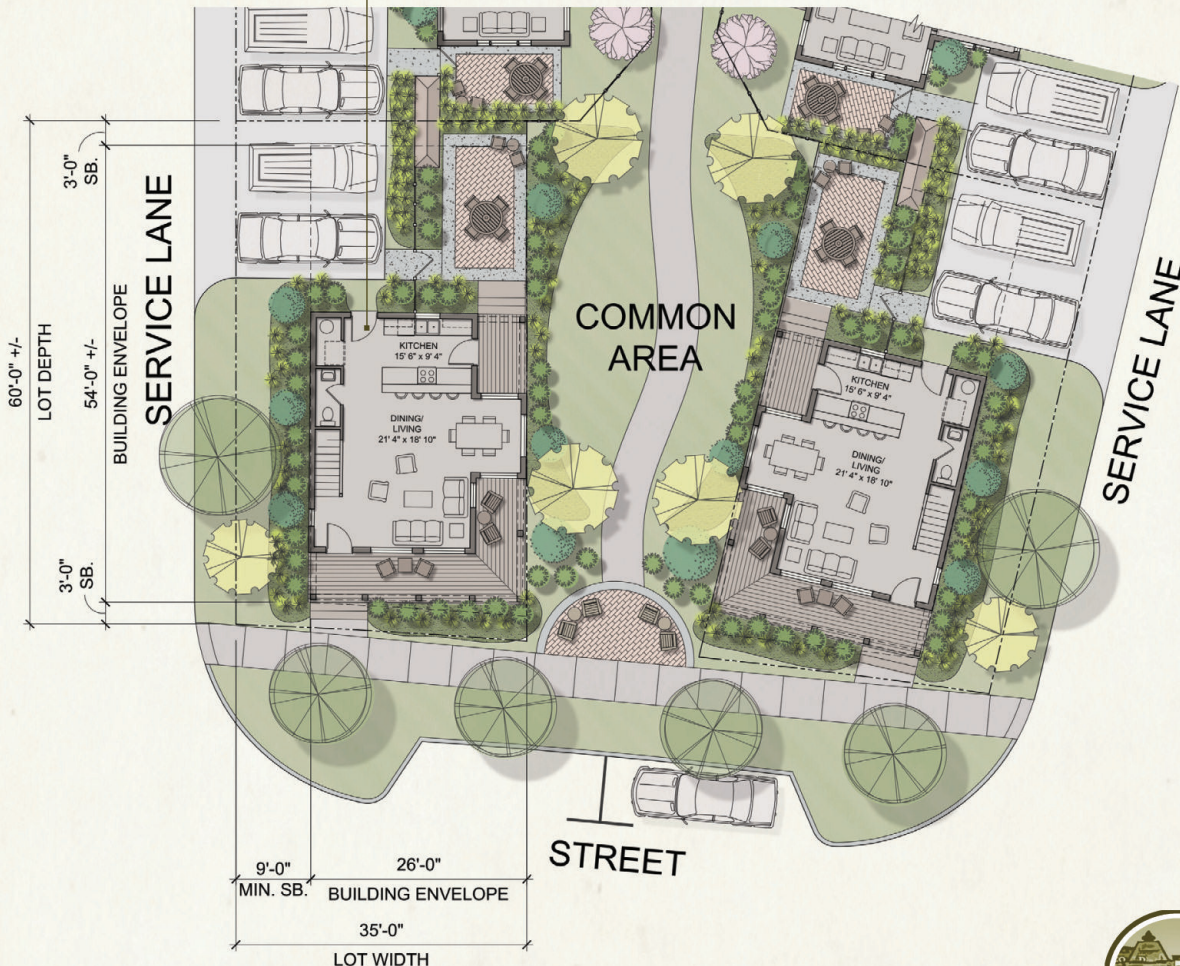 3'-0"
SB.
60'-0" +/-
LOT DEPTH
54'-0" +/-
BUILDING ENVELOPE
SERVICE LANE
3'-0"
SB.
KITCHEN
15' 6" x 9' 4"
DINING/
LIVING
21' 4" x 18' 10"
COMMON
AREA
KITCHEN
15' 6" x 9' 4"
DINING/
LIVING
21' 4" x 18' 10"
SERVICE LANE
STREET
9'-0"
MIN. SB.
26'-0"
BUILDING ENVELOPE
35'-0"
LOT WIDTH